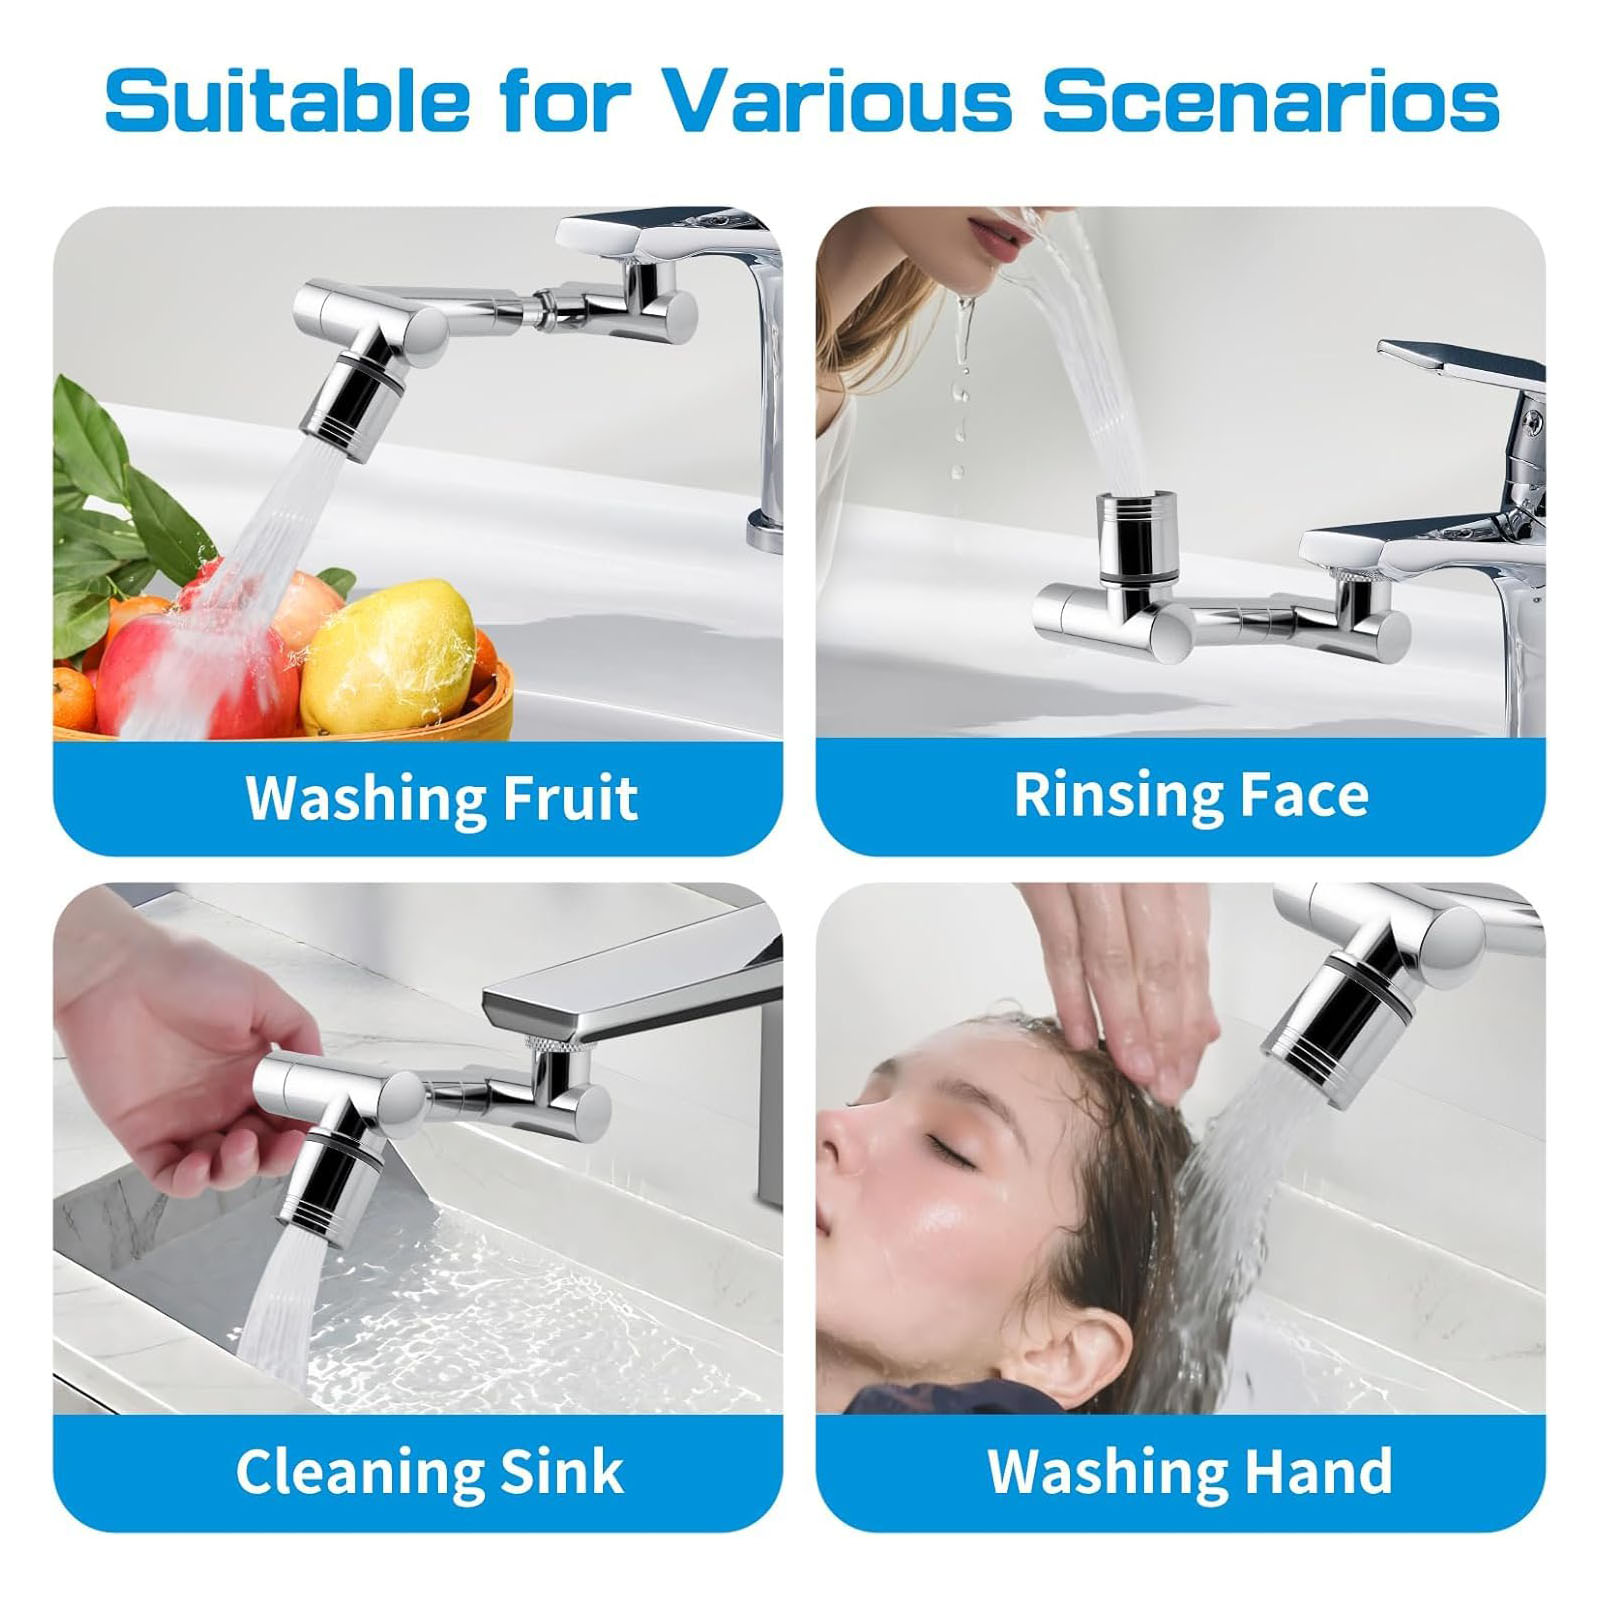 Suitable for Various Scenarios
Washing Fruit
Rinsing Face
Cleaning Sink
Washing Hand